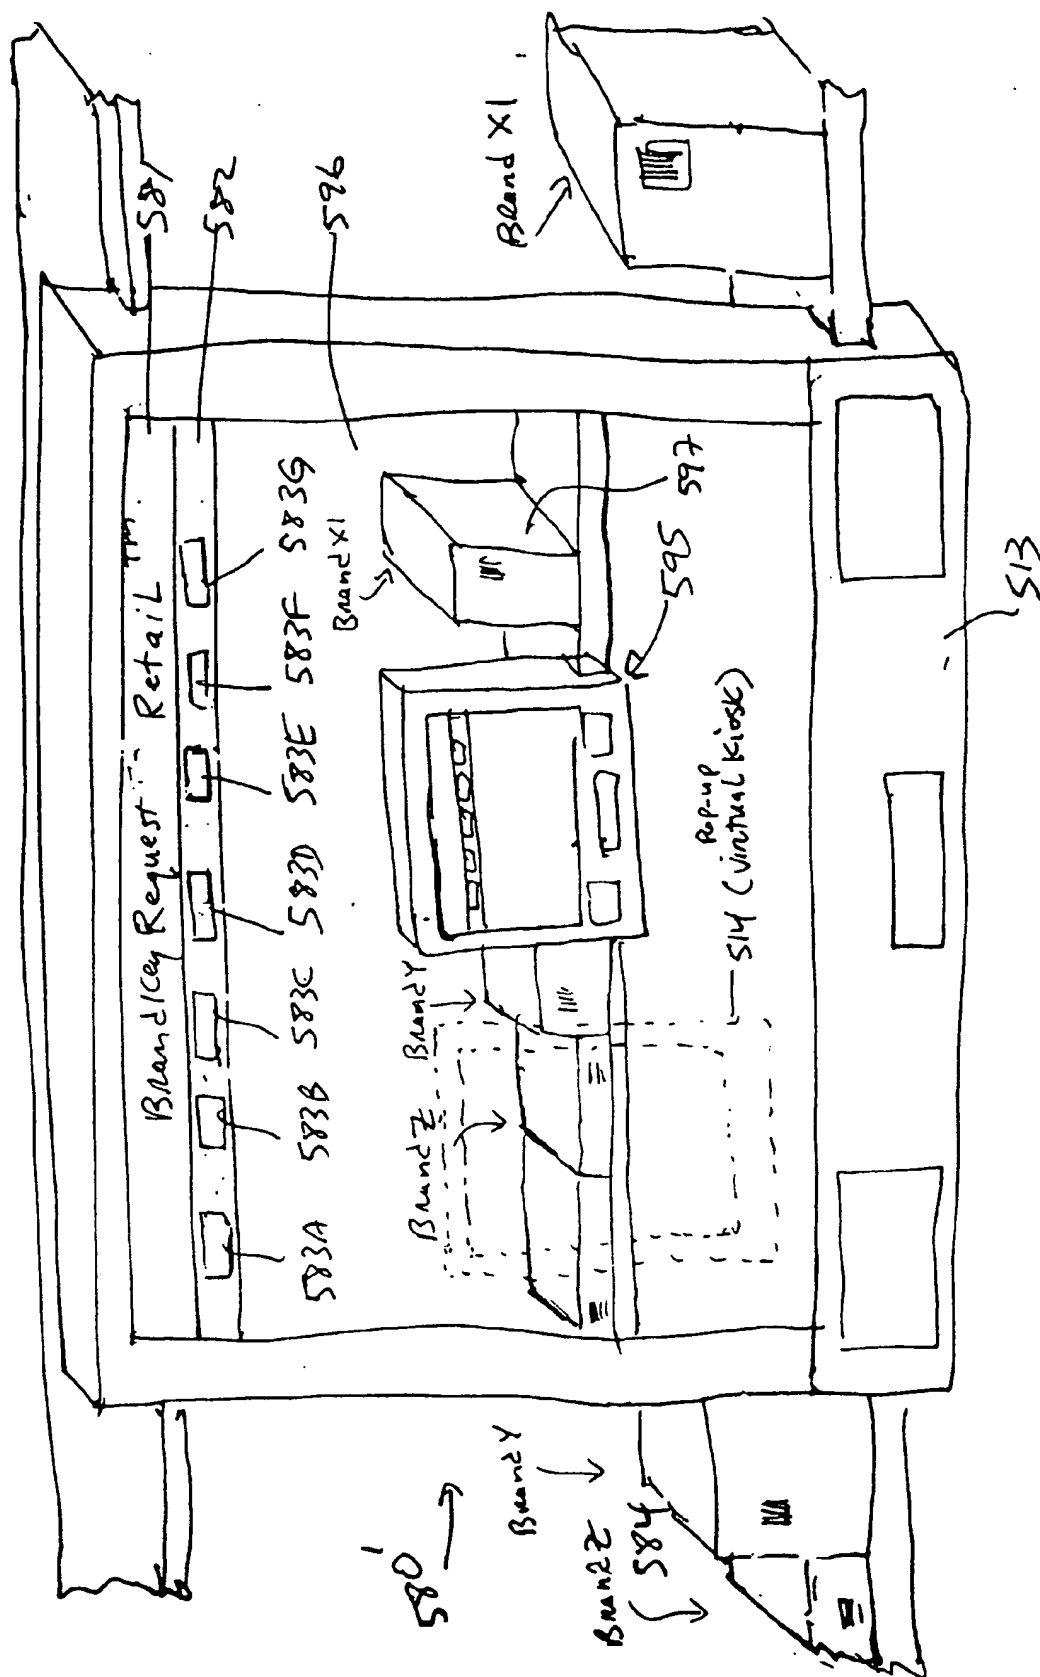 581
582
596
BrandKey Request Retail™
583A
583B
583C
583D
583E
583F
583G
Brand X1
Brand X1
597
595
Brand Y
Brand Z
514 (Pop-up Virtual Kiosk)
513
580'
Brand Y
Brand Z
584